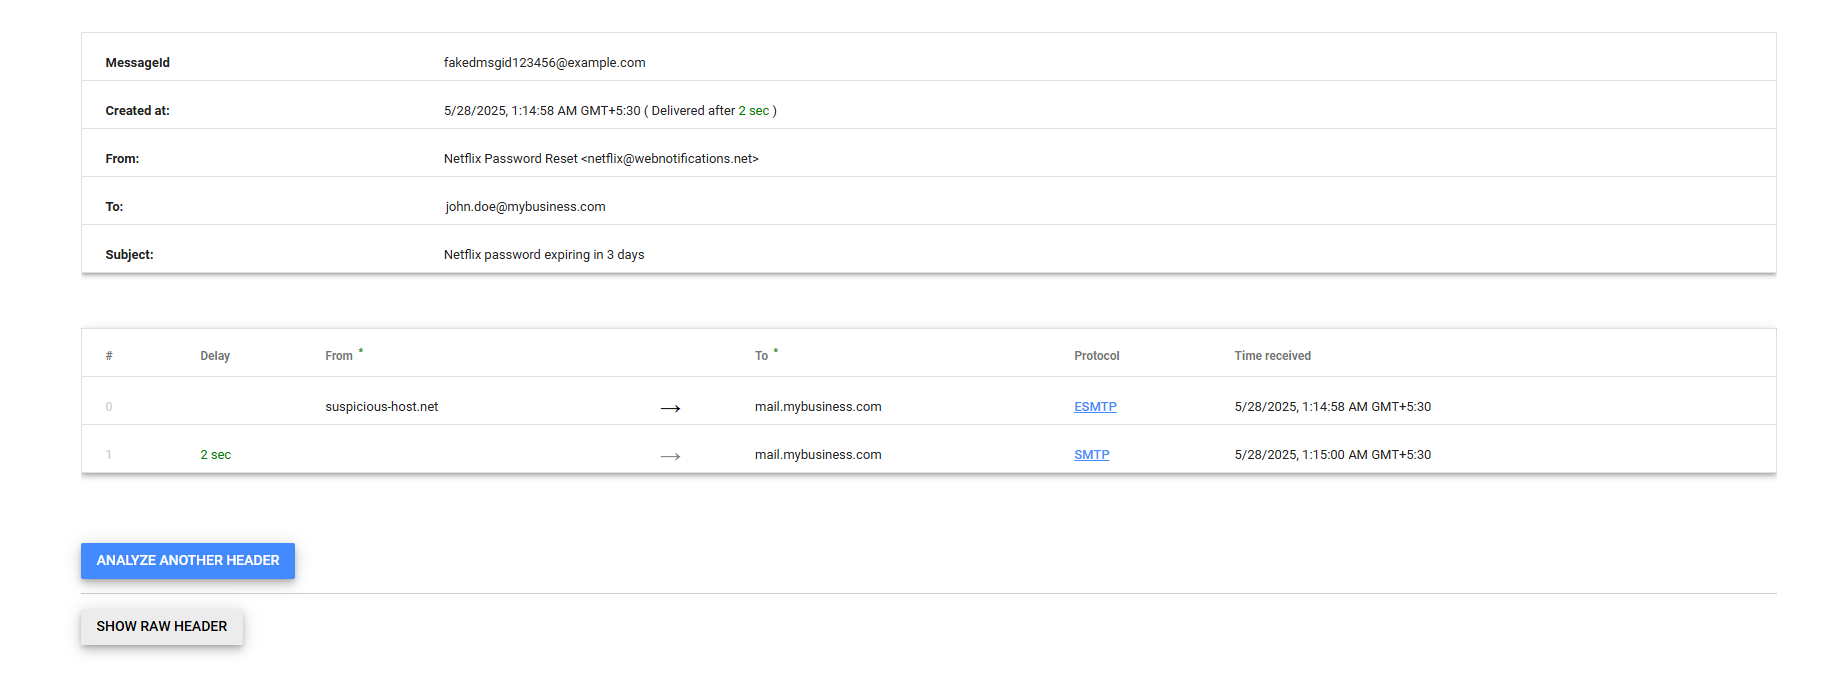 MessageId fakedmsgid123456@example.com
Created at: 5/28/2025, 1:14:58 AM GMT+5:30 ( Delivered after 2 sec )
From: Netflix Password Reset <netflix@webnotifications.net>
To: john.doe@mybusiness.com
Subject: Netflix password expiring in 3 days
# Delay From * To * Protocol Time received
0 suspicious-host.net → mail.mybusiness.com ESMTP 5/28/2025, 1:14:58 AM GMT+5:30
1 2 sec → mail.mybusiness.com SMTP 5/28/2025, 1:15:00 AM GMT+5:30
ANALYZE ANOTHER HEADER
SHOW RAW HEADER